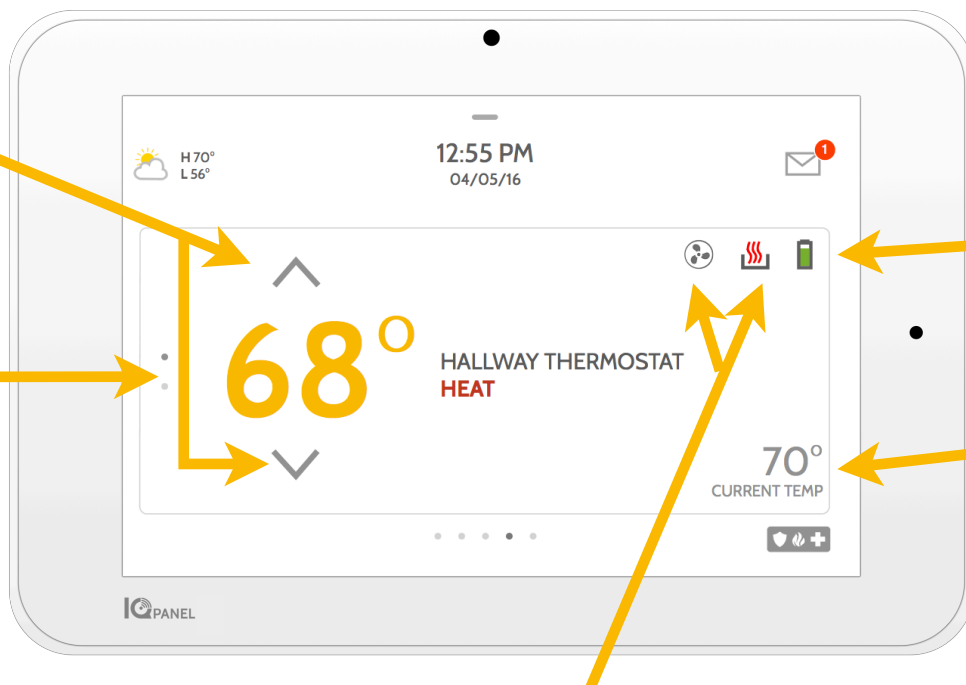 12:55 PM
04/05/16
H 70°
L 56°
1
68°
HALLWAY THERMOSTAT
HEAT
70°
CURRENT TEMP
IQ PANEL